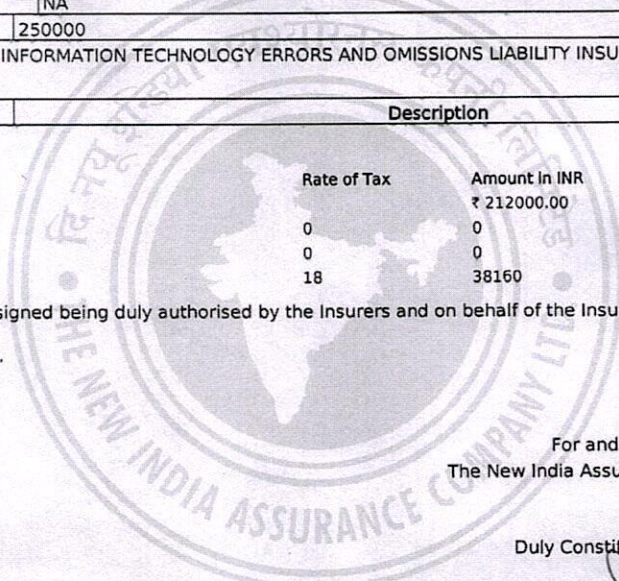 NA
250000
INFORMATION TECHNOLOGY ERRORS AND OMISSIONS LIABILITY INSU
Description
Rate of Tax Amount in INR
₹ 212000.00
0 0
0 0
18 38160
signed being duly authorised by the Insurers and on behalf of the Insu
.
For and
The New India Assu
Duly Constit
THE NEW INDIA ASSURANCE COMPANY LTD